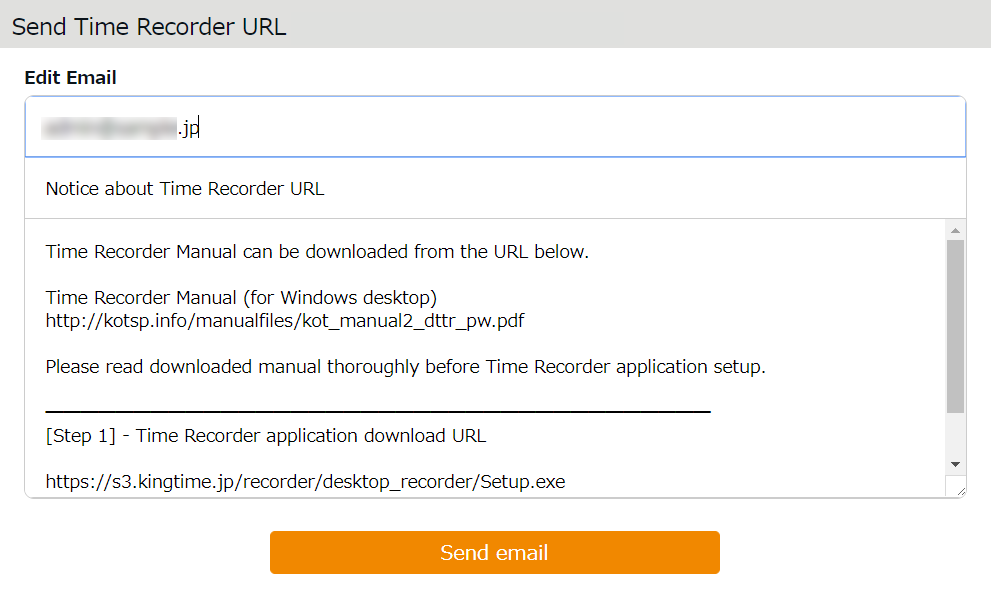 Send Time Recorder URL
Edit Email
.jp
Notice about Time Recorder URL
Time Recorder Manual can be downloaded from the URL below.
Time Recorder Manual (for Windows desktop)
http://kotsp.info/manualfiles/kot_manual2_dttr_pw.pdf
Please read downloaded manual thoroughly before Time Recorder application setup.
[Step 1] - Time Recorder application download URL
https://s3.kingtime.jp/recorder/desktop_recorder/Setup.exe
Send email